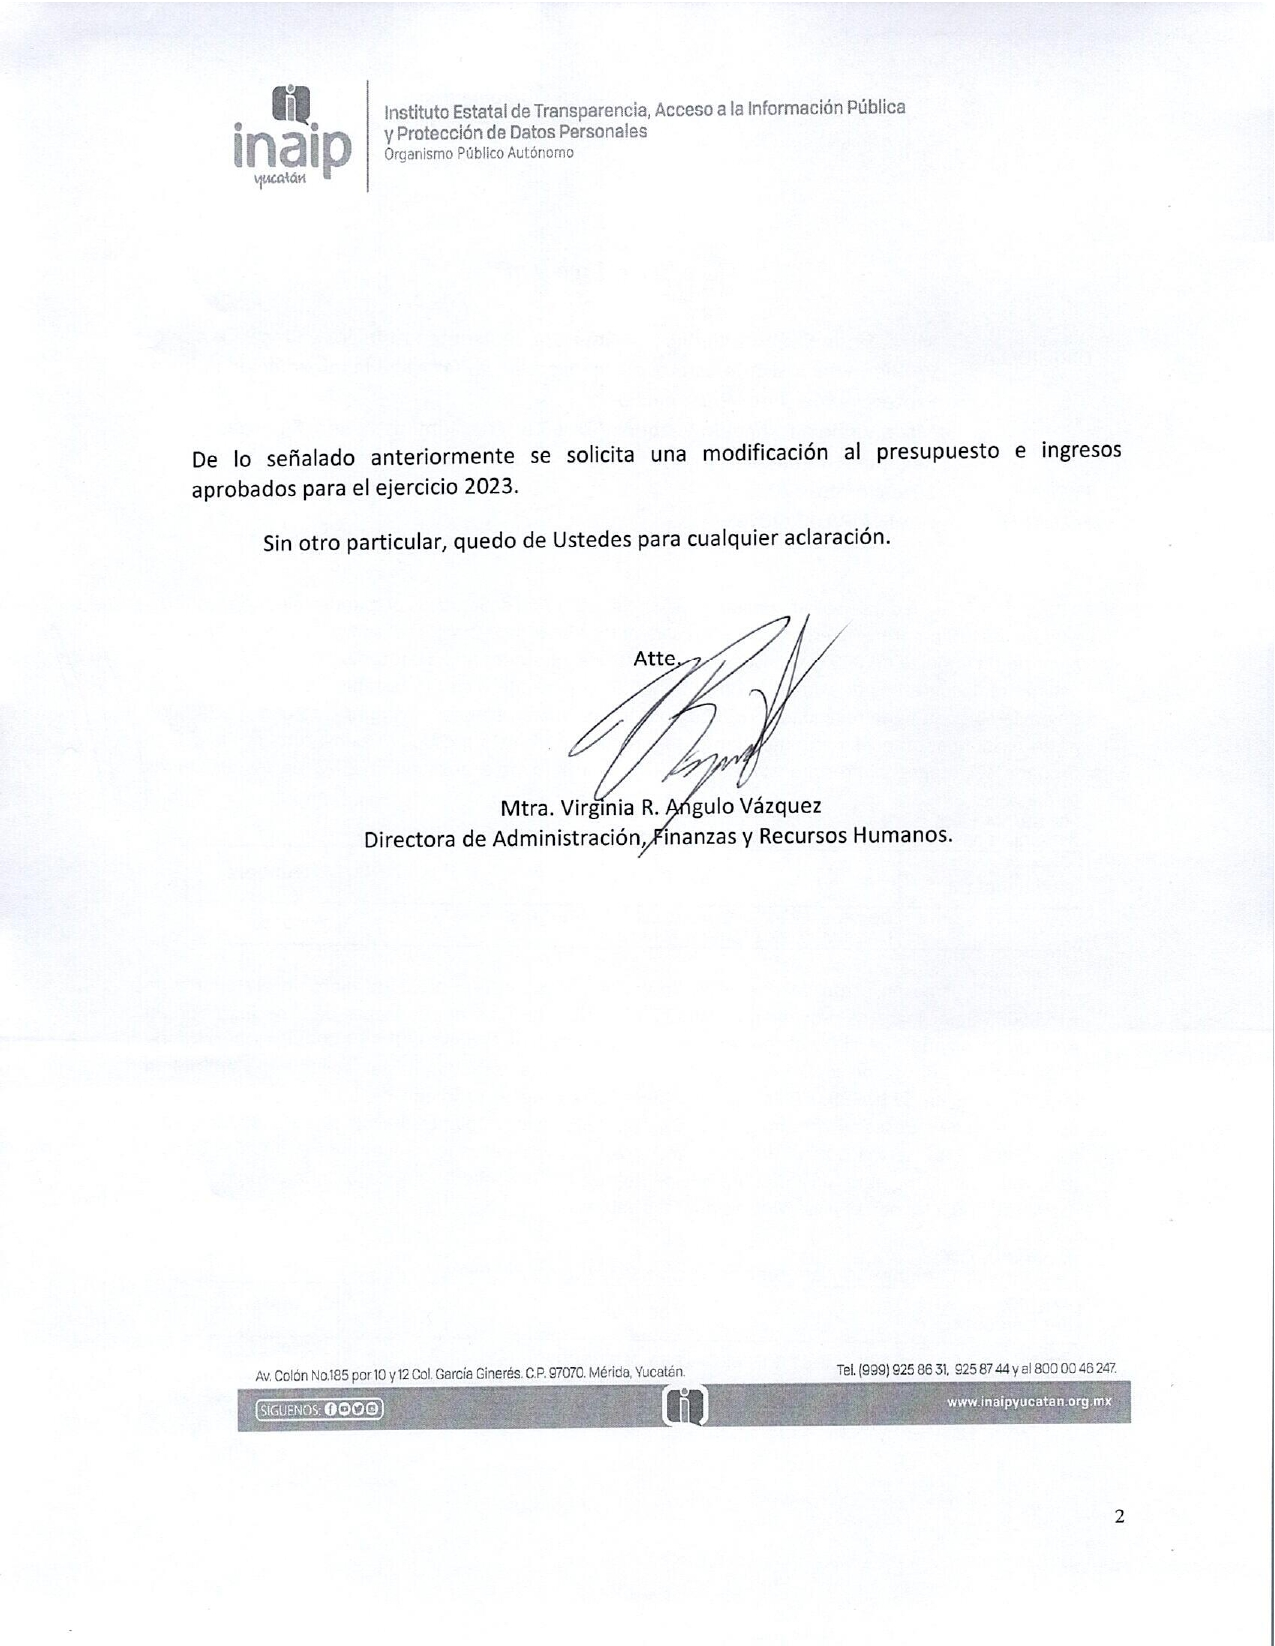 inaip
yucatán
Instituto Estatal de Transparencia, Acceso a la Información Pública
y Protección de Datos Personales
Organismo Público Autónomo
De lo señalado anteriormente se solicita una modificación al presupuesto e ingresos
aprobados para el ejercicio 2023.
Sin otro particular, quedo de Ustedes para cualquier aclaración.
Atte.
Mtra. Virginia R. Angulo Vázquez
Directora de Administración, Finanzas y Recursos Humanos.
Av. Colón No.185 por 10 y 12 Col. García Ginerés. C.P. 97070. Mérida, Yucatán.
Tel. (999) 925 86 31, 925 87 44 y al 800 00 46 247.
SÍGUENOS:
www.inaipyucatan.org.mx
2